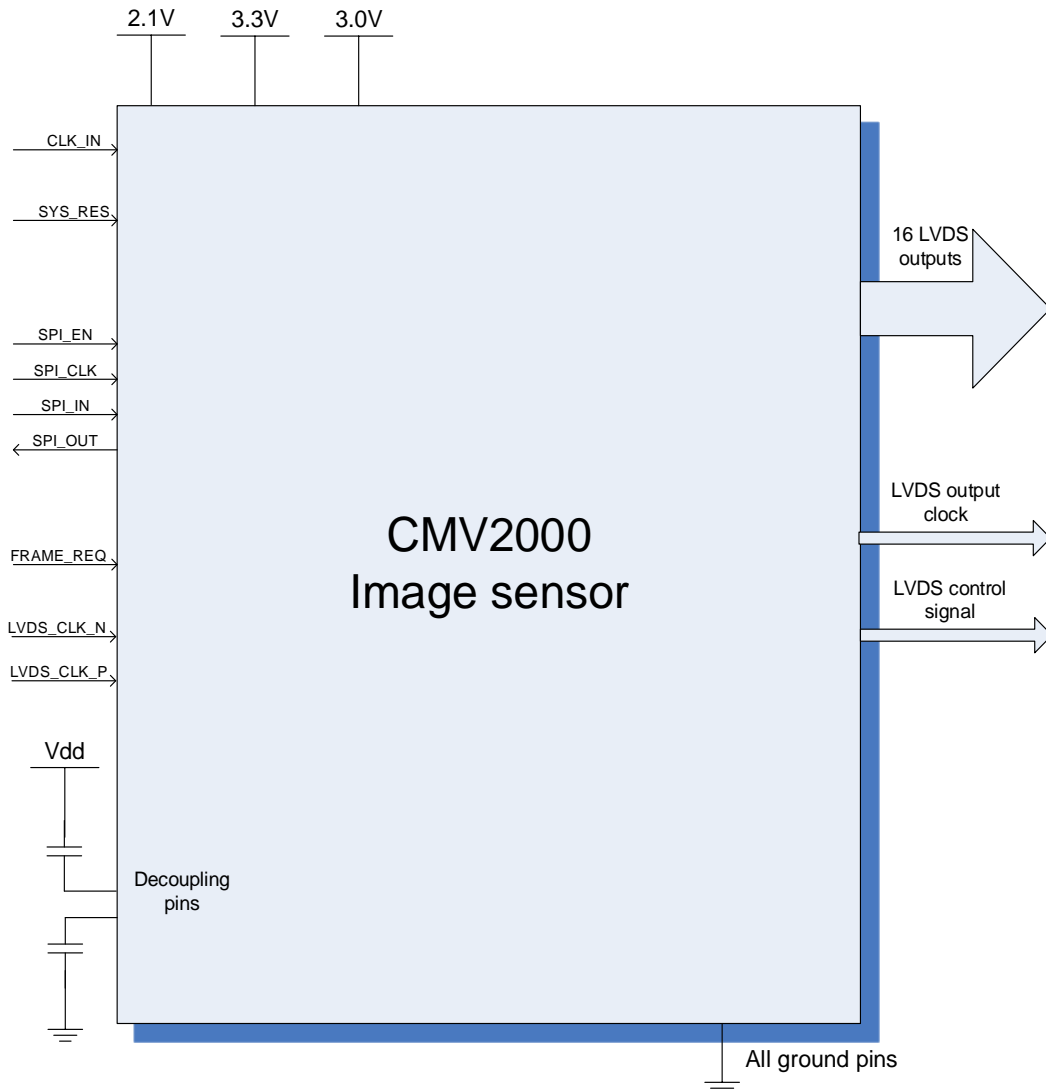 2.1V
3.3V
3.0V
CLK_IN
SYS_RES
16 LVDS
outputs
SPI_EN
SPI_CLK
SPI_IN
SPI_OUT
LVDS output
clock
CMV2000
Image sensor
FRAME_REQ
LVDS control
signal
LVDS_CLK_N
LVDS_CLK_P
Vdd
Decoupling
pins
All ground pins